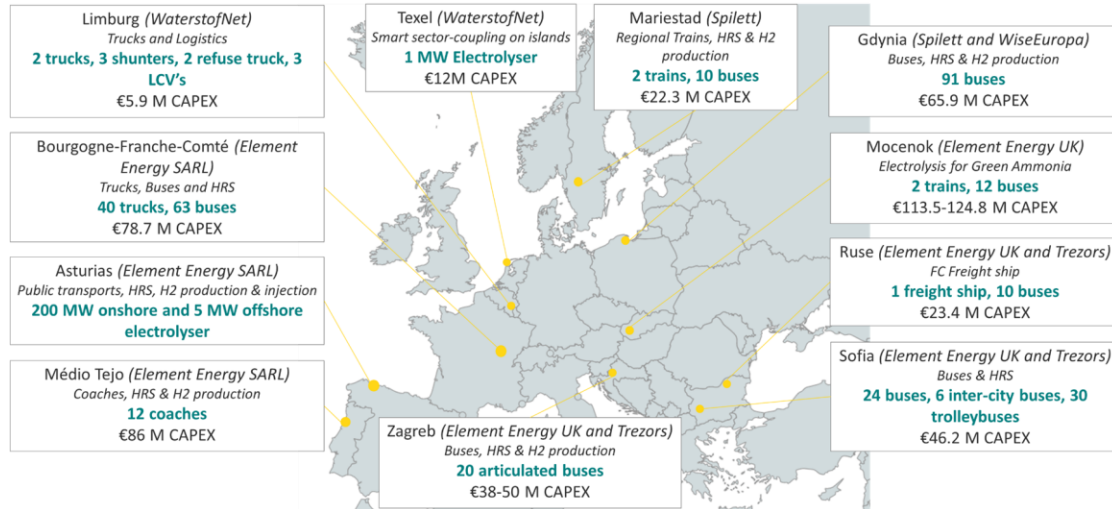 Limburg (WaterstofNet)
Trucks and Logistics
2 trucks, 3 shunters, 2 refuse truck, 3
LCV's
€5.9 M CAPEX
Texel (WaterstofNet)
Smart sector-coupling on islands
1 MW Electrolyser
€12M CAPEX
Mariestad (Spilett)
Regional Trains, HRS & H2
production
2 trains, 10 buses
€22.3 M CAPEX
Gdynia (Spilett and WiseEuropa)
Buses, HRS & H2 production
91 buses
€65.9 M CAPEX
Bourgogne-Franche-Comté (Element
Energy SARL)
Trucks, Buses and HRS
40 trucks, 63 buses
€78.7 M CAPEX
Mocenok (Element Energy UK)
Electrolysis for Green Ammonia
2 trains, 12 buses
€113.5-124.8 M CAPEX
Asturias (Element Energy SARL)
Public transports, HRS, H2 production & injection
200 MW onshore and 5 MW offshore
electrolyser
Ruse (Element Energy UK and Trezors)
FC Freight ship
1 freight ship, 10 buses
€23.4 M CAPEX
Médio Tejo (Element Energy SARL)
Coaches, HRS & H2 production
12 coaches
€86 M CAPEX
Zagreb (Element Energy UK and Trezors)
Buses, HRS & H2 production
20 articulated buses
€38-50 M CAPEX
Sofia (Element Energy UK and Trezors)
Buses & HRS
24 buses, 6 inter-city buses, 30
trolleybuses
€46.2 M CAPEX